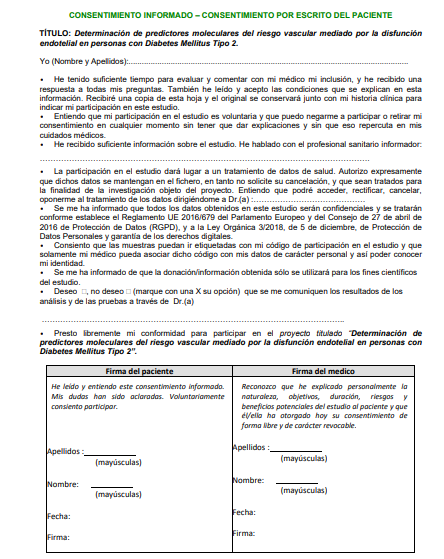 CONSENTIMIENTO INFORMADO – CONSENTIMIENTO POR ESCRITO DEL PACIENTE
TÍTULO: Determinación de predictores moleculares del riesgo vascular mediado por la disfunción
endotelial en personas con Diabetes Mellitus Tipo 2.
Yo (Nombre y Apellidos):..........................................................................................
• He tenido suficiente tiempo para evaluar y comentar con mi médico mi inclusión, y he recibido una
respuesta a todas mis preguntas. También he leído y acepto las condiciones que se explican en esta
información. Recibiré una copia de esta hoja y el original se conservará junto con mi historia clínica para
indicar mi participación en este estudio.
• Entiendo que mi participación en el estudio es voluntaria y que puedo negarme a participar o retirar mi
consentimiento en cualquier momento sin tener que dar explicaciones y sin que eso repercuta en mis
cuidados médicos.
• He recibido suficiente información sobre el estudio. He hablado con el profesional sanitario informador:
..........................................................................................
• La participación en el estudio dará lugar a un tratamiento de datos de salud. Autorizo expresamente
que dichos datos se mantengan en el fichero, en tanto no solicite su cancelación, y que sean tratados para
la finalidad de la investigación objeto del proyecto. Entiendo que podré acceder, rectificar, cancelar,
oponerme al tratamiento de los datos dirigiéndome a Dr.(a) :..............................
• Se me ha informado que todos los datos obtenidos en este estudio serán confidenciales y se tratarán
conforme establece el Reglamento UE 2016/679 del Parlamento Europeo y del Consejo de 27 de abril de
2016 de Protección de Datos (RGPD), y a la Ley Orgánica 3/2018, de 5 de diciembre, de Protección de
Datos Personales y garantía de los derechos digitales.
• Consiento que las muestras puedan ir etiquetadas con mi código de participación en el estudio y que
solamente mi médico pueda asociar dicho código con mis datos de carácter personal y así poder conocer
mi identidad.
• Se me ha informado de que la donación/información obtenida sólo se utilizará para los fines científicos
del estudio.
• Deseo □, no deseo □ (marque con una X su opción) que se me comuniquen los resultados de los
análisis y de las pruebas a través de Dr.(a)
..........................................................................................
• Presto libremente mi conformidad para participar en el proyecto titulado "Determinación de
predictores moleculares del riesgo vascular mediado por la disfunción endotelial en personas con
Diabetes Mellitus Tipo 2".
Firma del paciente
He leído y entiendo este consentimiento informado.
Mis dudas han sido aclaradas. Voluntariamente
consiento participar.
Apellidos :____________
(mayúsculas)
Nombre: __________
(mayúsculas)
Fecha:
Firma:
Firma del medico
Reconozco que he explicado personalmente la
naturaleza, objetivos, duración, riesgos y
beneficios potenciales del estudio al paciente y que
él/ella ha otorgado hoy su consentimiento de
forma libre y de carácter revocable.
Apellidos :____________
(mayúsculas)
Nombre: __________
(mayúsculas)
Fecha:
Firma: